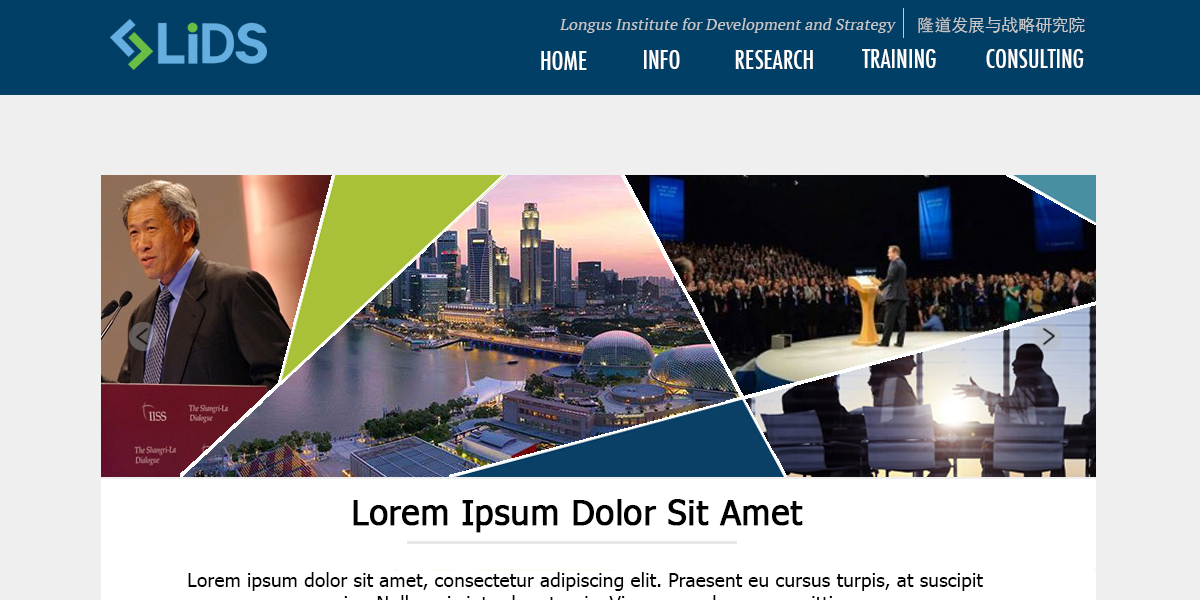 LiDS
Longus Institute for Development and Strategy
隆道发展与战略研究院
HOME INFO RESEARCH TRAINING CONSULTING
IISS
The Shangri-La
Dialogue
The Shangri-La
Dialogue
Lorem Ipsum Dolor Sit Amet
Lorem ipsum dolor sit amet, consectetur adipiscing elit. Praesent eu cursus turpis, at suscipit